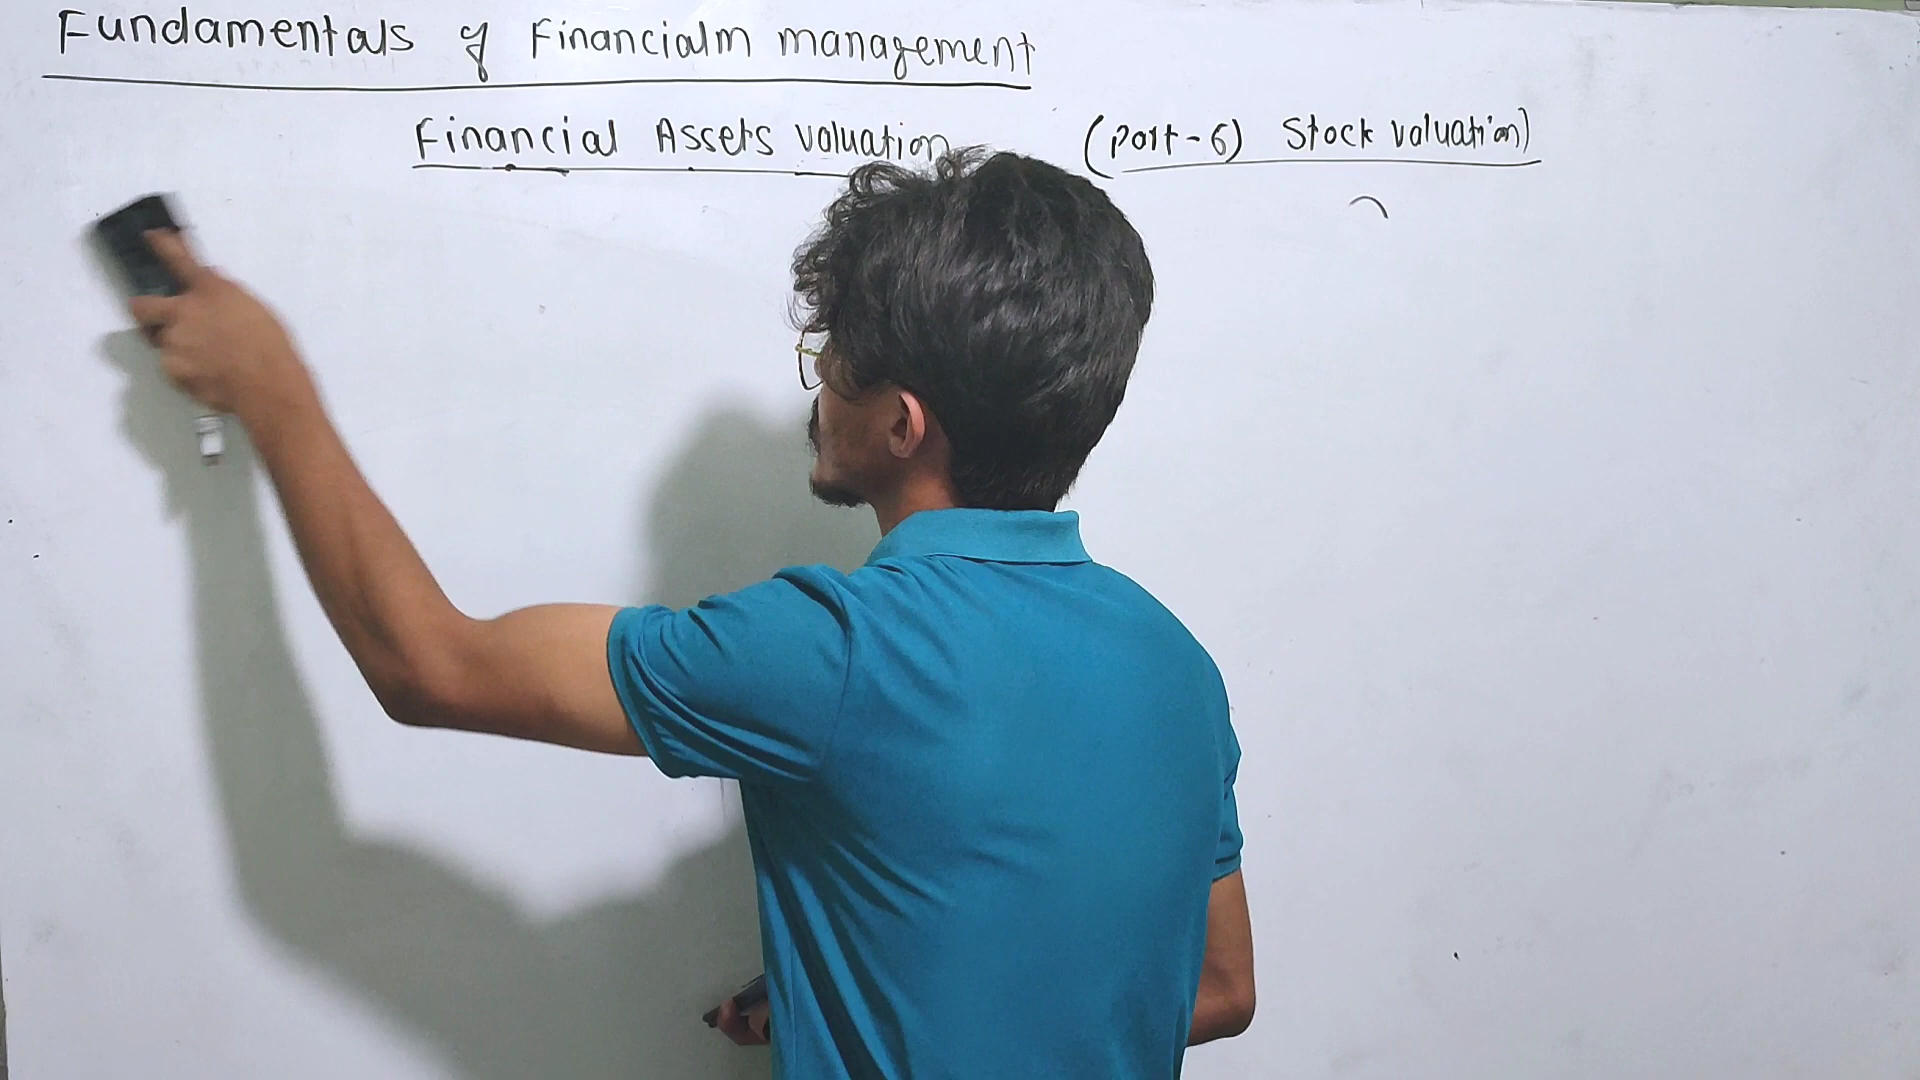 Fundamentals of Financialm management
Financial Assets valuation (part-6) Stock valuation)